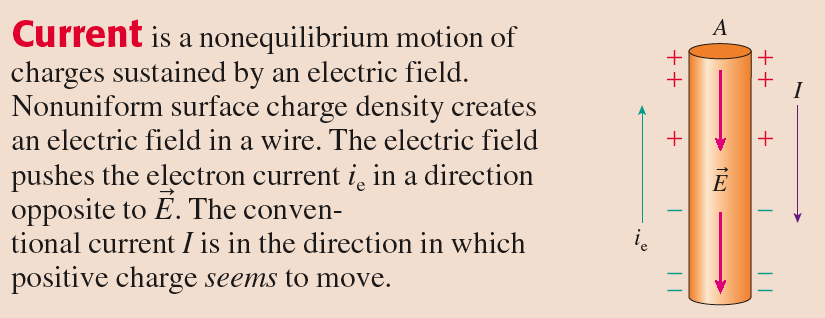 Current is a nonequilibrium motion of
charges sustained by an electric field.
Nonuniform surface charge density creates
an electric field in a wire. The electric field
pushes the electron current iₑ in a direction
opposite to E⃗. The conven-
tional current I is in the direction in which
positive charge seems to move.
A
+ +
+ +
I
+ +
E⃗
− −
iₑ
− −
− −